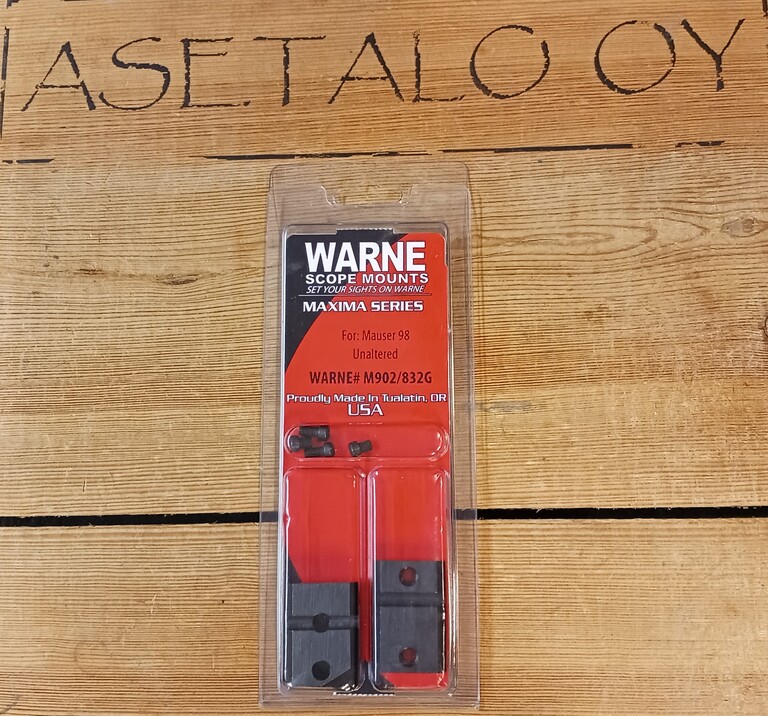 ASETALO OY
WARNE
SCOPE MOUNTS
SET YOUR SIGHTS ON WARNE
MAXIMA SERIES
For: Mauser 98
Unaltered
WARNE# M902/832G
Proudly Made In Tualatin, OR
USA